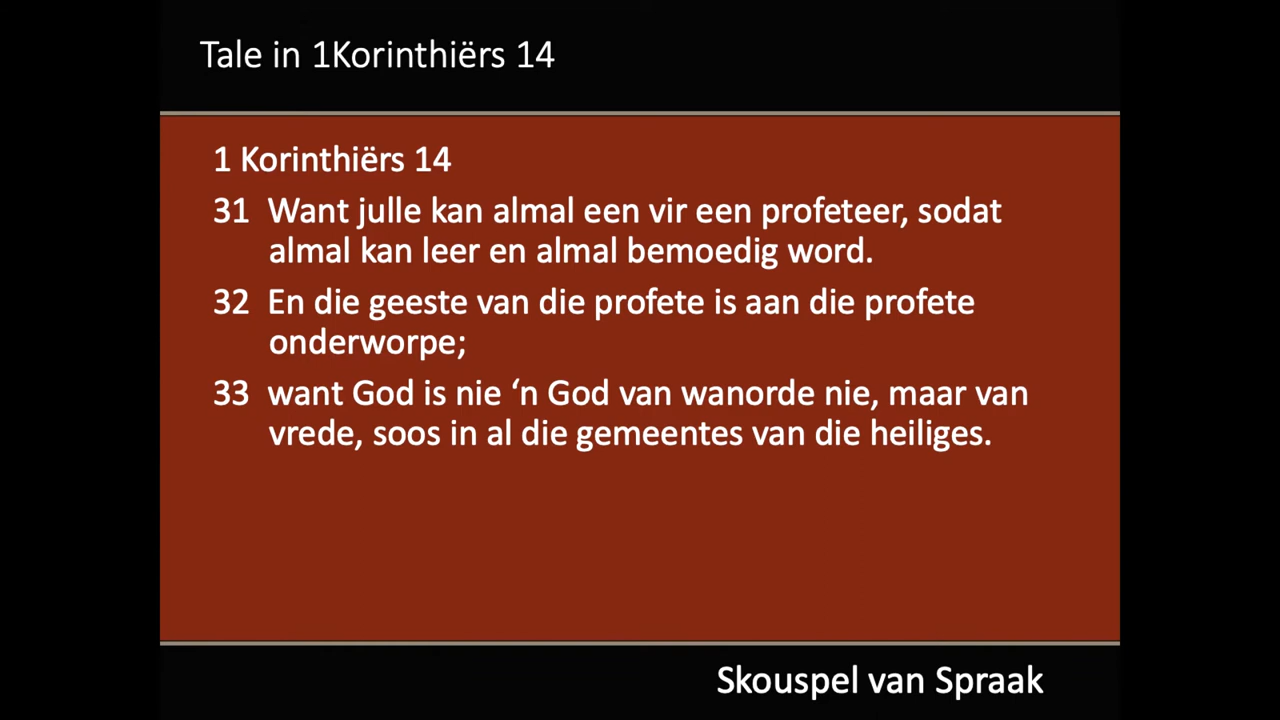 Tale in 1Korinthiërs 14
1 Korinthiërs 14
31 Want julle kan almal een vir een profeteer, sodat
almal kan leer en almal bemoedig word.
32 En die geeste van die profete is aan die profete
onderworpe;
33 want God is nie ‘n God van wanorde nie, maar van
vrede, soos in al die gemeentes van die heiliges.
Skouspel van Spraak